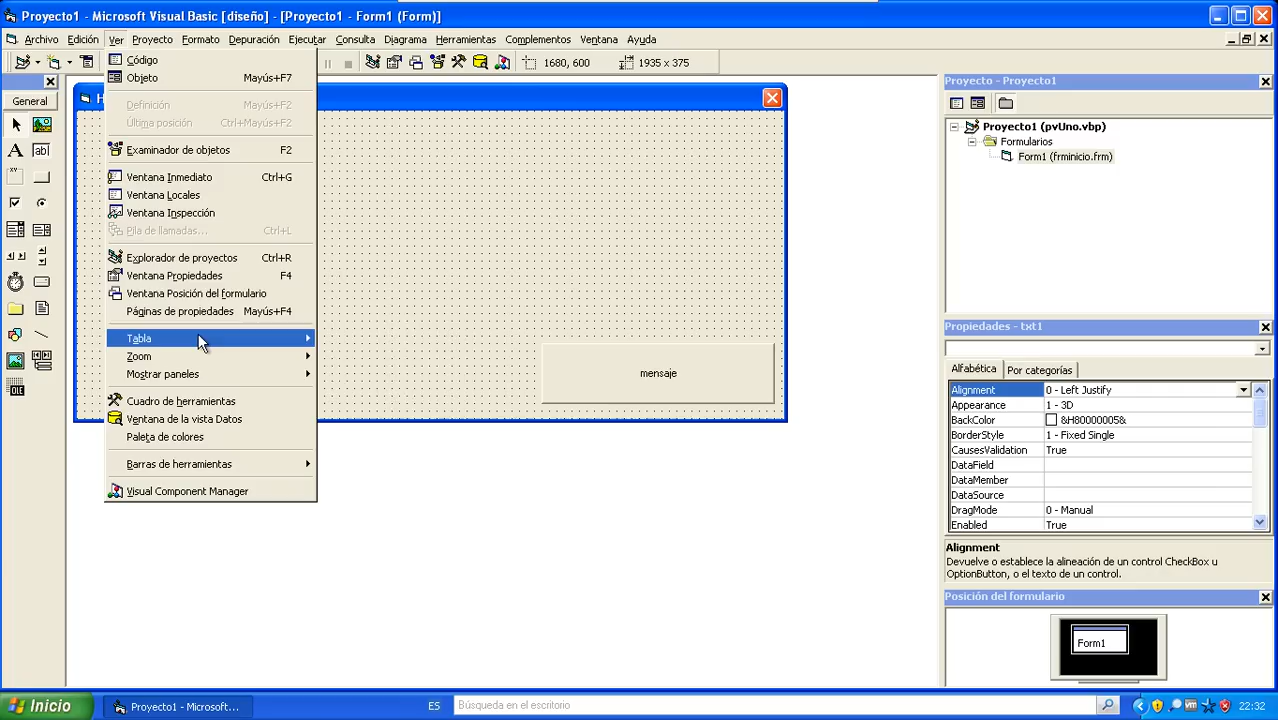 Proyecto1 - Microsoft Visual Basic [diseño] - [Proyecto1 - Form1 (Form)]
Archivo Edición Ver Proyecto Formato Depuración Ejecutar Consulta Diagrama Herramientas Complementos Ventana Ayuda
1680, 600 1935 x 375
General
A
abl
xy
OLE
Código
Objeto Mayús+F7
Definición Mayús+F2
Última posición Ctrl+Mayús+F2
Examinador de objetos F2
Ventana Inmediato Ctrl+G
Ventana Locales
Ventana Inspección
Pila de llamadas... Ctrl+L
Explorador de proyectos Ctrl+R
Ventana Propiedades F4
Ventana Posición del formulario
Páginas de propiedades Mayús+F4
Tabla
Zoom
Mostrar paneles
Cuadro de herramientas
Ventana de la vista Datos
Paleta de colores
Barras de herramientas
Visual Component Manager
mensaje
Proyecto - Proyecto1
Proyecto1 (pvUno.vbp)
Formularios
Form1 (frminicio.frm)
Propiedades - txt1
Alfabética Por categorías
Alignment 0 - Left Justify
Appearance 1 - 3D
BackColor &H80000005&
BorderStyle 1 - Fixed Single
CausesValidation True
DataField
DataMember
DataSource
DragMode 0 - Manual
Enabled True
Alignment
Devuelve o establece la alineación de un control CheckBox u
OptionButton, o el texto de un control.
Posición del formulario
Form1
Inicio
Proyecto1 - Microsoft...
ES
Búsqueda en el escritorio
22:32